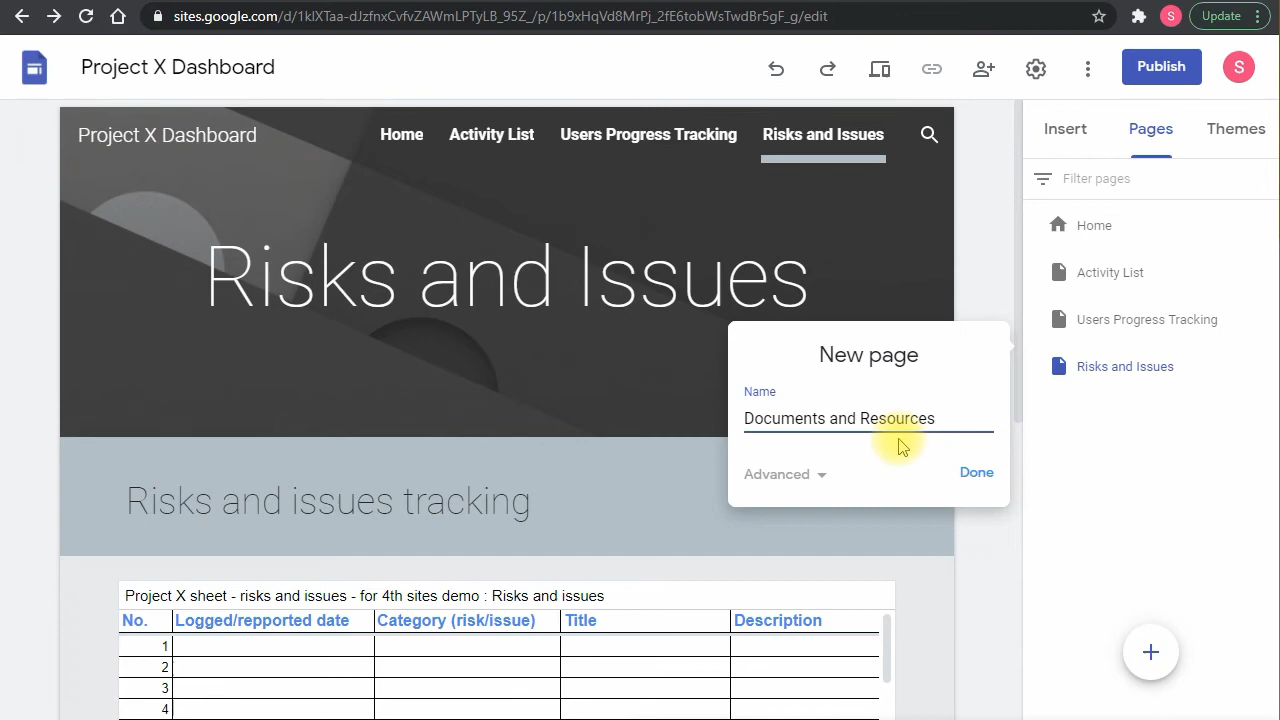 sites.google.com/d/1klXTaa-dJzfnxCvfvZAWmLPTyLB_95Z_/p/1b9xHqVd8MrPj_2fE6tobWsTwdBr5gF_g/edit
S
Update
Project X Dashboard
Publish
S
Project X Dashboard
Home
Activity List
Users Progress Tracking
Risks and Issues
Insert
Pages
Themes
Filter pages
Home
Activity List
Users Progress Tracking
Risks and Issues
Risks and Issues
New page
Name
Documents and Resources
Advanced
Done
Risks and issues tracking
Project X sheet - risks and issues - for 4th sites demo : Risks and issues
No. Logged/repported date Category (risk/issue) Title Description
1
2
3
4